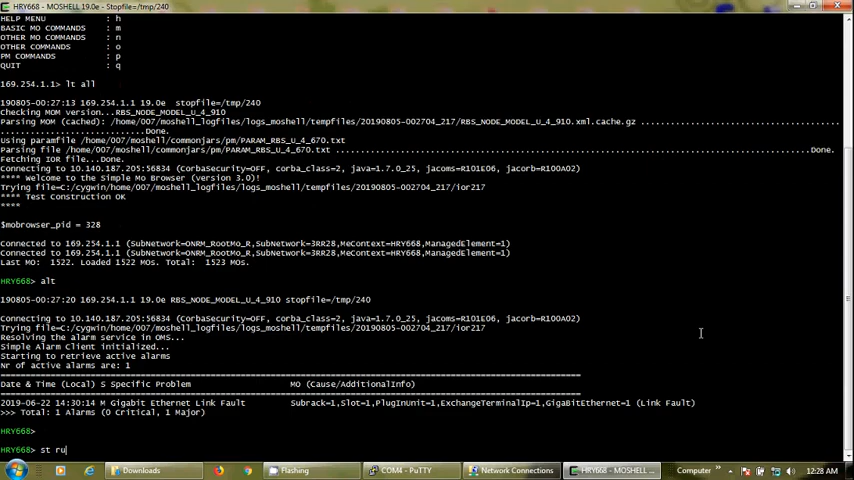 HRY668 - MOSHELL 19.0e - Stopfile=/tmp/240
HELP MENU : h
BASIC MO COMMANDS : m
OTHER MO COMMANDS : n
OTHER COMMANDS : o
PM COMMANDS : p
QUIT : q
169.254.1.1> lt all
190805-00:27:13 169.254.1.1 19.0e stopfile=/tmp/240
Checking MOM version...RBS_NODE_MODEL_U_4_910
Parsing MOM (cached): /home/007/moshell_logfiles/logs_moshell/tempfiles/20190805-002704_217/RBS_NODE_MODEL_U_4_910.xml.cache.gz ........................................
................................Done.
Using paramfile /home/007/moshell/commonjars/pm/PARAM_RBS_U_4_670.txt
Parsing file /home/007/moshell/commonjars/pm/PARAM_RBS_U_4_670.txt ....................................................................................................Done.
Fetching IOR file...Done.
Connecting to 10.140.187.205:56834 (CorbaSecurity=OFF, corba_class=2, java=1.7.0_25, jacoms=R101E06, jacorb=R100A02)
**** Welcome to the Simple Mo Browser (version 3.0)!
Trying file=C:/cygwin/home/007/moshell_logfiles/logs_moshell/tempfiles/20190805-002704_217/ior217
**** Test Construction OK
****
$mobrowser_pid = 328
Connected to 169.254.1.1 (SubNetwork=ONRM_RootMo_R,SubNetwork=3RR28,MeContext=HRY668,ManagedElement=1)
Connected to 169.254.1.1 (SubNetwork=ONRM_RootMo_R,SubNetwork=3RR28,MeContext=HRY668,ManagedElement=1)
Last MO: 1522. Loaded 1522 MOs. Total: 1523 MOs.
HRY668> alt
190805-00:27:20 169.254.1.1 19.0e RBS_NODE_MODEL_U_4_910 stopfile=/tmp/240
Connecting to 10.140.187.205:56834 (CorbaSecurity=OFF, corba_class=2, java=1.7.0_25, jacoms=R101E06, jacorb=R100A02)
Trying file=C:/cygwin/home/007/moshell_logfiles/logs_moshell/tempfiles/20190805-002704_217/ior217
Resolving the alarm service in OMS...
Simple Alarm Client initialized...
Starting to retrieve active alarms
Nr of active alarms are: 1
====================================================================================================
Date & Time (Local) S Specific Problem MO (Cause/AdditionalInfo)
====================================================================================================
2019-06-22 14:30:14 M Gigabit Ethernet Link Fault Subrack=1,Slot=1,PlugInUnit=1,ExchangeTerminalIp=1,GigaBitEthernet=1 (Link Fault)
>>> Total: 1 Alarms (0 Critical, 1 Major)
HRY668>
HRY668> st ru
Downloads
Flashing
COM4 - PuTTY
Network Connections
HRY668 - MOSHELL ...
Computer
12:28 AM